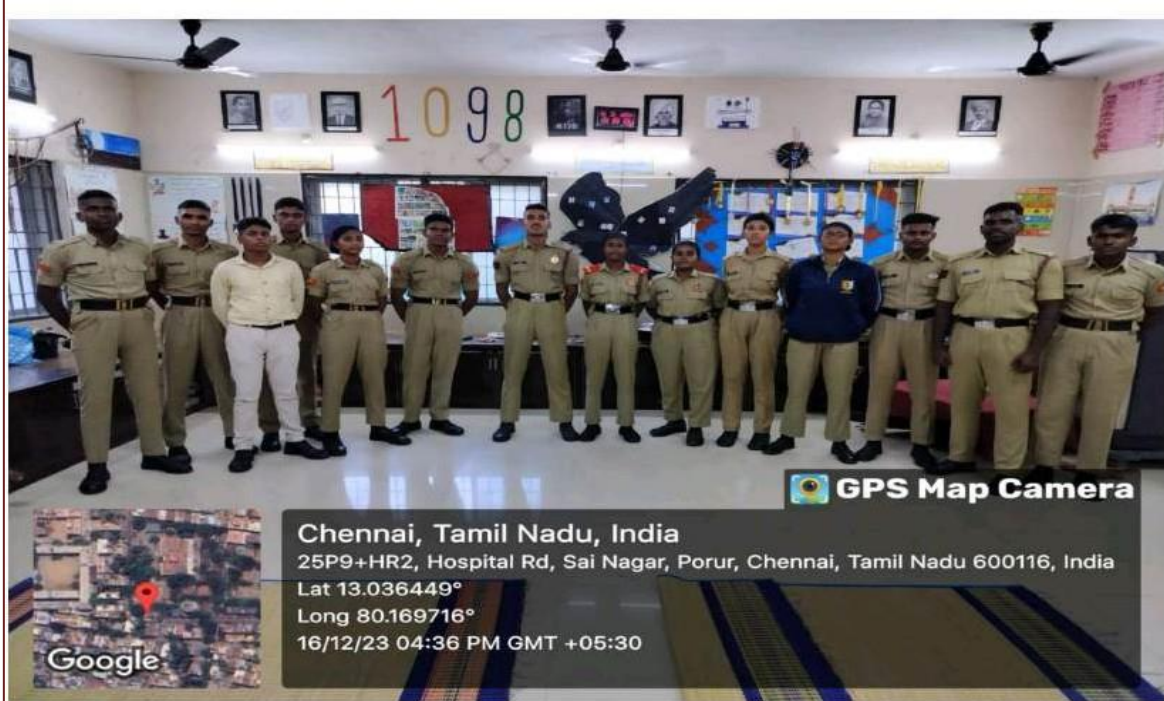 1098
GPS Map Camera
Chennai, Tamil Nadu, India
25P9+HR2, Hospital Rd, Sai Nagar, Porur, Chennai, Tamil Nadu 600116, India
Lat 13.036449°
Long 80.169716°
16/12/23 04:36 PM GMT +05:30
Google